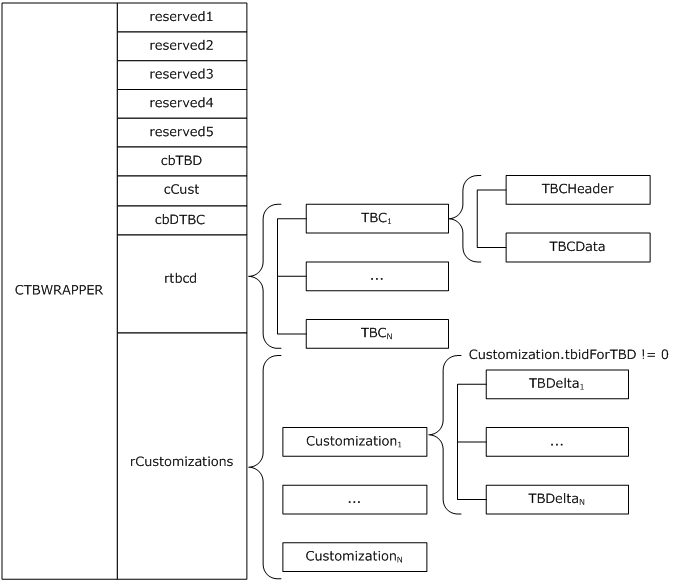 CTBWRAPPER
reserved1
reserved2
reserved3
reserved4
reserved5
cbTBD
cCust
cbDTBC
rtbcd
rCustomizations
TBC₁
...
TBCN
TBCHeader
TBCData
Customization₁
...
CustomizationN
Customization.tbidForTBD != 0
TBDelta₁
...
TBDeltaN